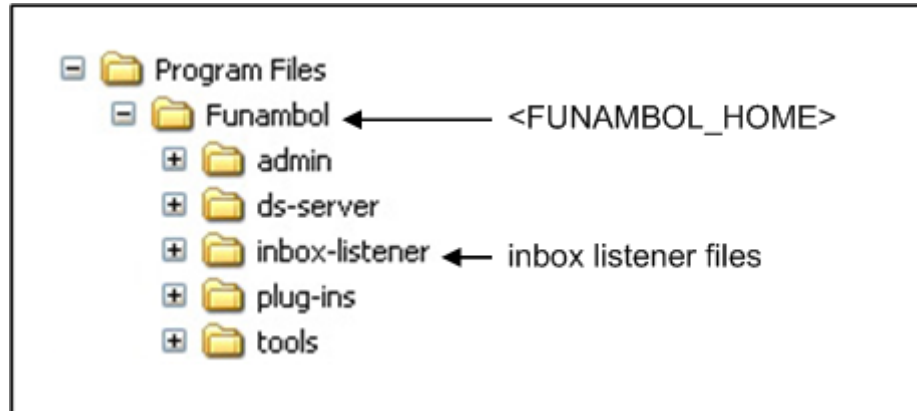 Program Files
Funambol <FUNAMBOL_HOME>
admin
ds-server
inbox-listener inbox listener files
plug-ins
tools